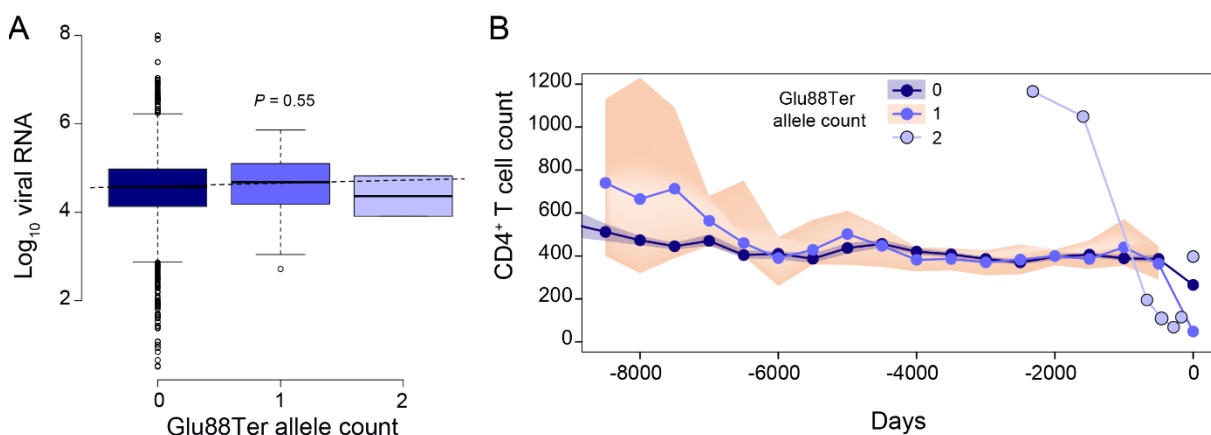 A
Log₁₀ viral RNA
8
6
4
2
P = 0.55
0 1 2
Glu88Ter allele count
B
CD4⁺ T cell count
1200
1000
800
600
400
200
0
Glu88Ter
allele count
0
1
2
-8000 -6000 -4000 -2000 0
Days